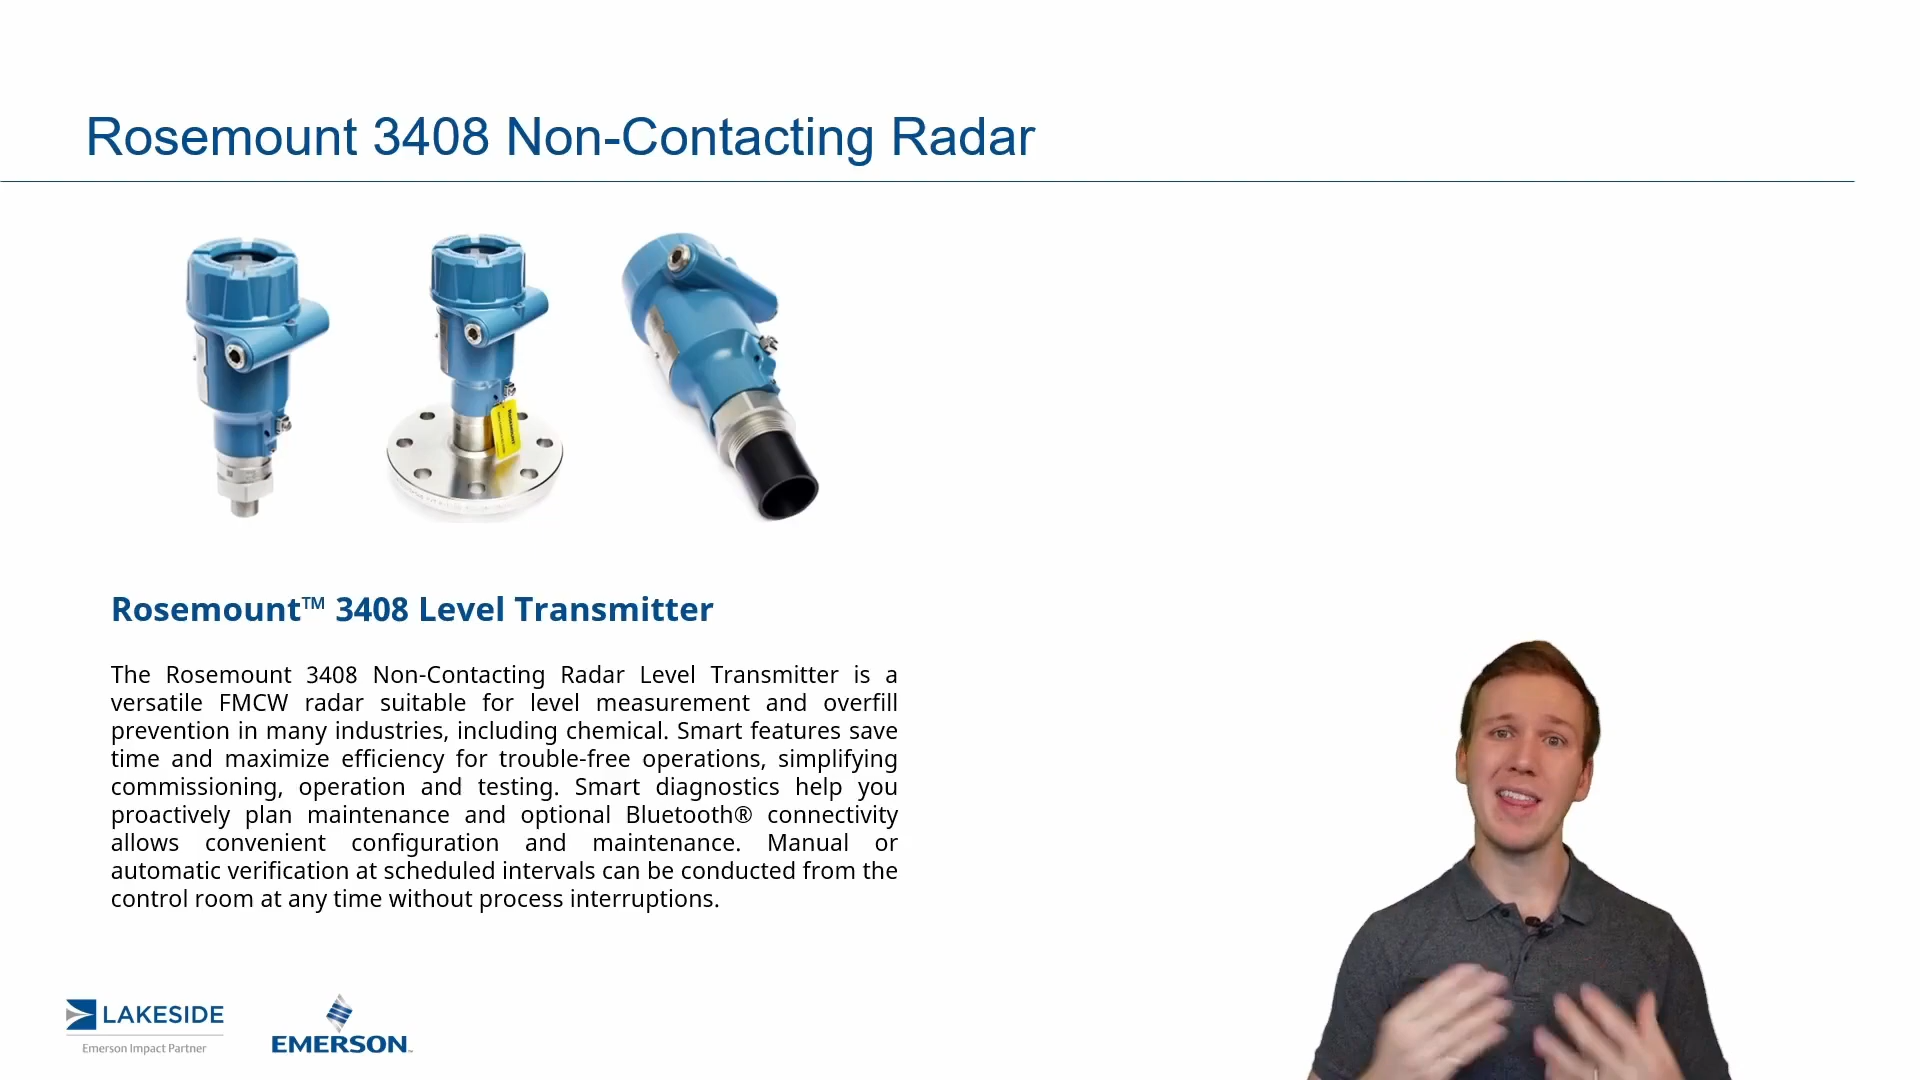 Rosemount 3408 Non-Contacting Radar
Rosemount™ 3408 Level Transmitter
The Rosemount 3408 Non-Contacting Radar Level Transmitter is a
versatile FMCW radar suitable for level measurement and overfill
prevention in many industries, including chemical. Smart features save
time and maximize efficiency for trouble-free operations, simplifying
commissioning, operation and testing. Smart diagnostics help you
proactively plan maintenance and optional Bluetooth® connectivity
allows convenient configuration and maintenance. Manual or
automatic verification at scheduled intervals can be conducted from the
control room at any time without process interruptions.
LAKESIDE
Emerson Impact Partner
EMERSON